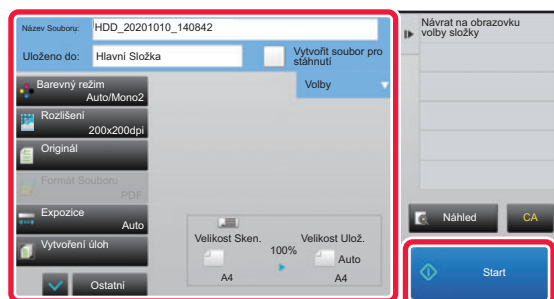 Název Souboru: HDD_20201010_140842
Uloženo do: Hlavní Složka
Vytvořit soubor pro
stáhnutí
Barevný režim
Auto/Mono2
Volby
Rozlišení
200x200dpi
Originál
Formát Souboru
PDF
Expozice
Auto
Vytvoření úloh
Ostatní
Velikost Sken.
A4
100%
Velikost Ulož.
Auto
A4
Návrat na obrazovku
volby složky
Náhled
CA
Start